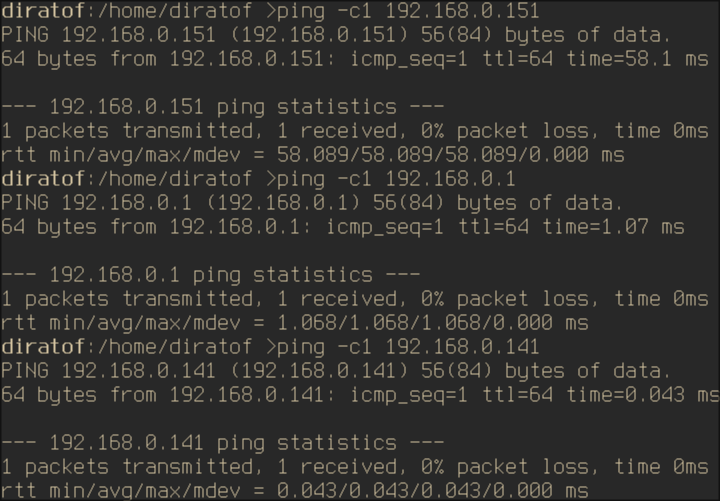 diratof:/home/diratof >ping -c1 192.168.0.151
PING 192.168.0.151 (192.168.0.151) 56(84) bytes of data.
64 bytes from 192.168.0.151: icmp_seq=1 ttl=64 time=58.1 ms
--- 192.168.0.151 ping statistics ---
1 packets transmitted, 1 received, 0% packet loss, time 0ms
rtt min/avg/max/mdev = 58.089/58.089/58.089/0.000 ms
diratof:/home/diratof >ping -c1 192.168.0.1
PING 192.168.0.1 (192.168.0.1) 56(84) bytes of data.
64 bytes from 192.168.0.1: icmp_seq=1 ttl=64 time=1.07 ms
--- 192.168.0.1 ping statistics ---
1 packets transmitted, 1 received, 0% packet loss, time 0ms
rtt min/avg/max/mdev = 1.068/1.068/1.068/0.000 ms
diratof:/home/diratof >ping -c1 192.168.0.141
PING 192.168.0.141 (192.168.0.141) 56(84) bytes of data.
64 bytes from 192.168.0.141: icmp_seq=1 ttl=64 time=0.043 ms
--- 192.168.0.141 ping statistics ---
1 packets transmitted, 1 received, 0% packet loss, time 0ms
rtt min/avg/max/mdev = 0.043/0.043/0.043/0.000 ms